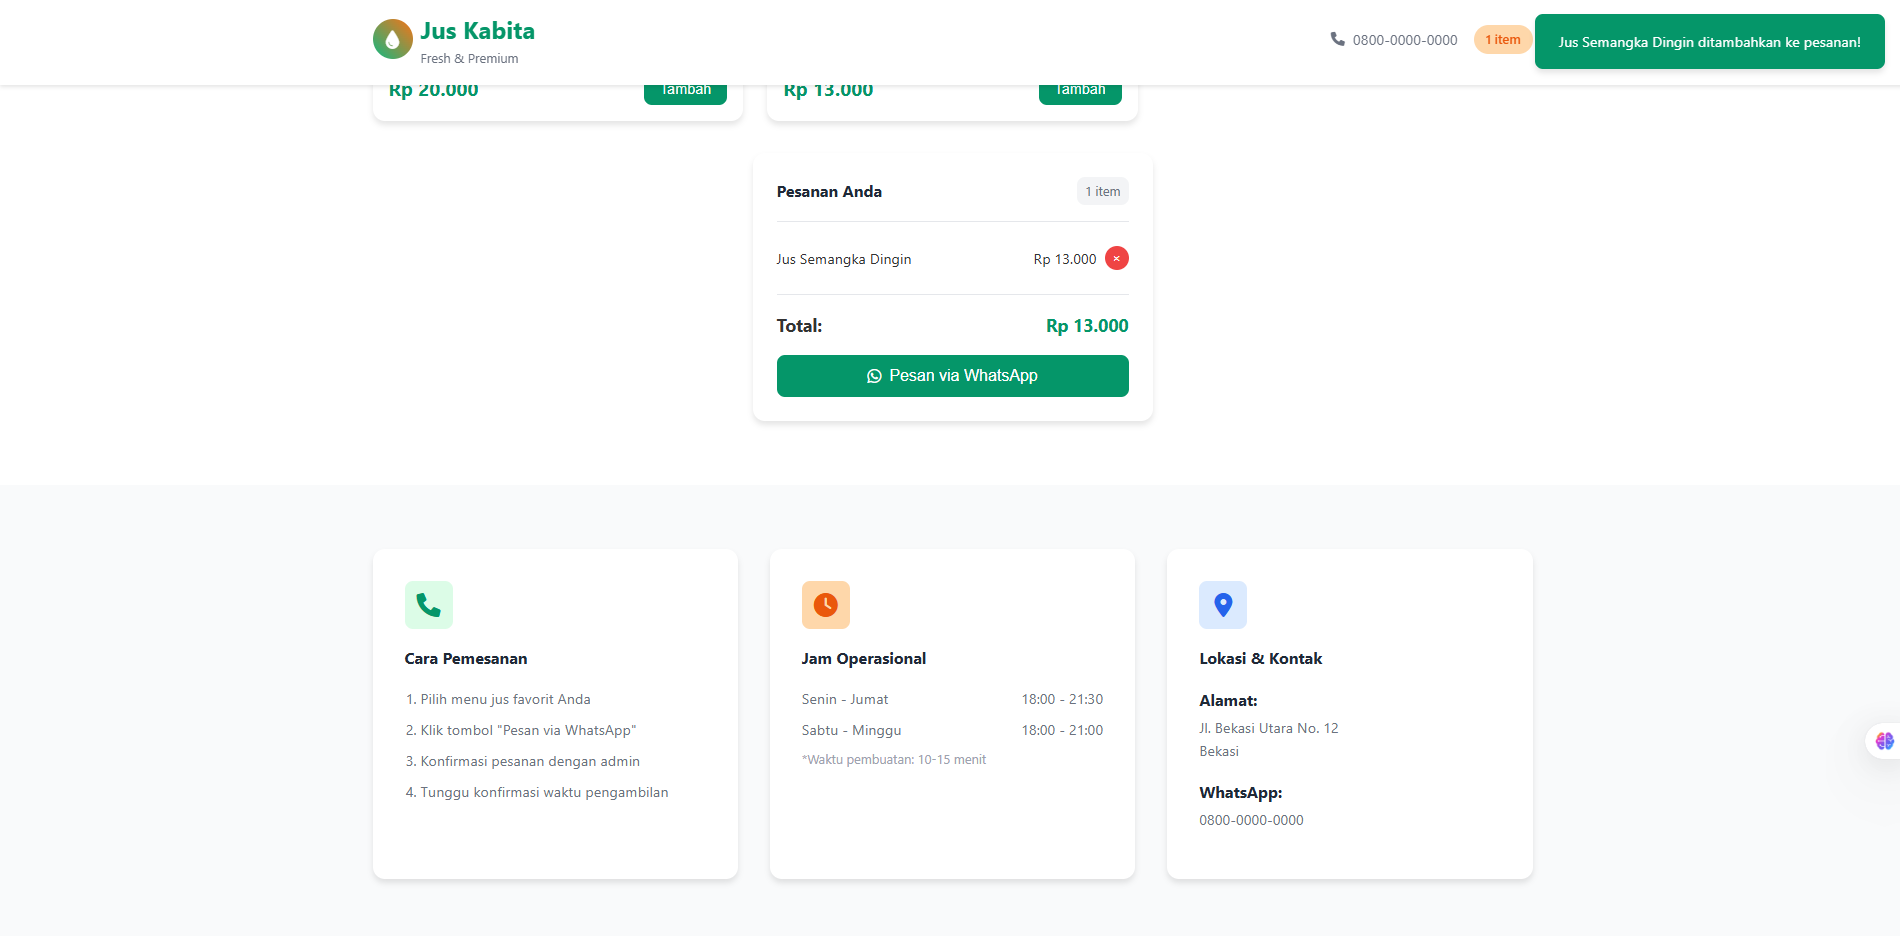 Jus Kabita
Fresh & Premium
0800-0000-0000
1 item
Jus Semangka Dingin ditambahkan ke pesanan!
Rp 20.000
Tambah
Rp 13.000
Tambah
Pesanan Anda
1 item
Jus Semangka Dingin
Rp 13.000
Total:
Rp 13.000
Pesan via WhatsApp
Cara Pemesanan
1. Pilih menu jus favorit Anda
2. Klik tombol "Pesan via WhatsApp"
3. Konfirmasi pesanan dengan admin
4. Tunggu konfirmasi waktu pengambilan
Jam Operasional
Senin - Jumat 18:00 - 21:30
Sabtu - Minggu 18:00 - 21:00
*Waktu pembuatan: 10-15 menit
Lokasi & Kontak
Alamat:
Jl. Bekasi Utara No. 12
Bekasi
WhatsApp:
0800-0000-0000